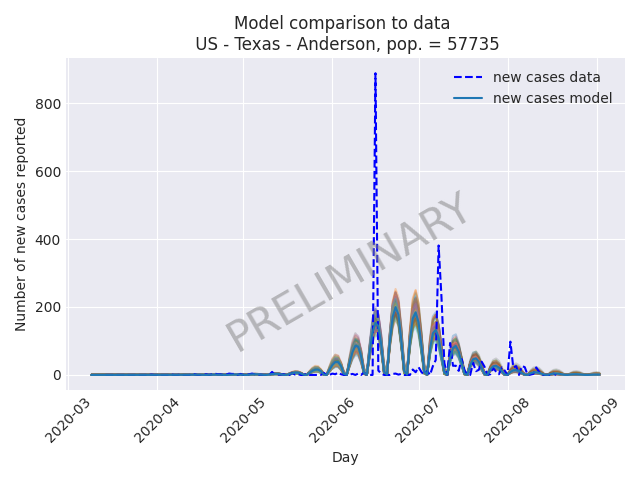 Model comparison to data
US - Texas - Anderson, pop. = 57735
new cases data
new cases model
Number of new cases reported
800
600
400
200
0
PRELIMINARY
2020-03
2020-04
2020-05
2020-06
2020-07
2020-08
2020-09
Day